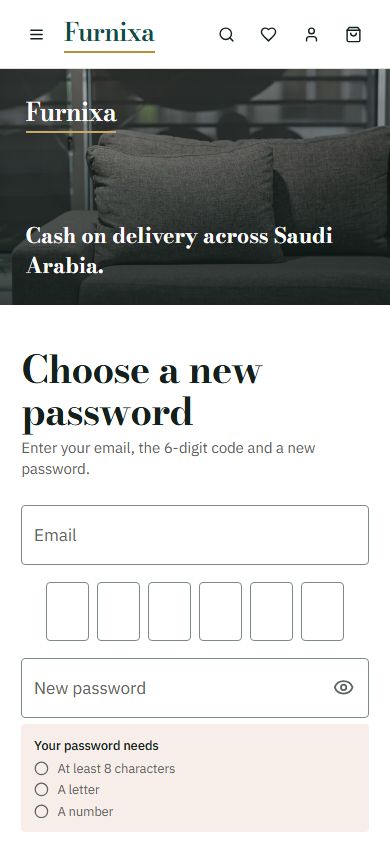 Furnixa
Furnixa
Cash on delivery across Saudi
Arabia.
Choose a new
password
Enter your email, the 6-digit code and a new
password.
Email
New password
Your password needs
At least 8 characters
A letter
A number